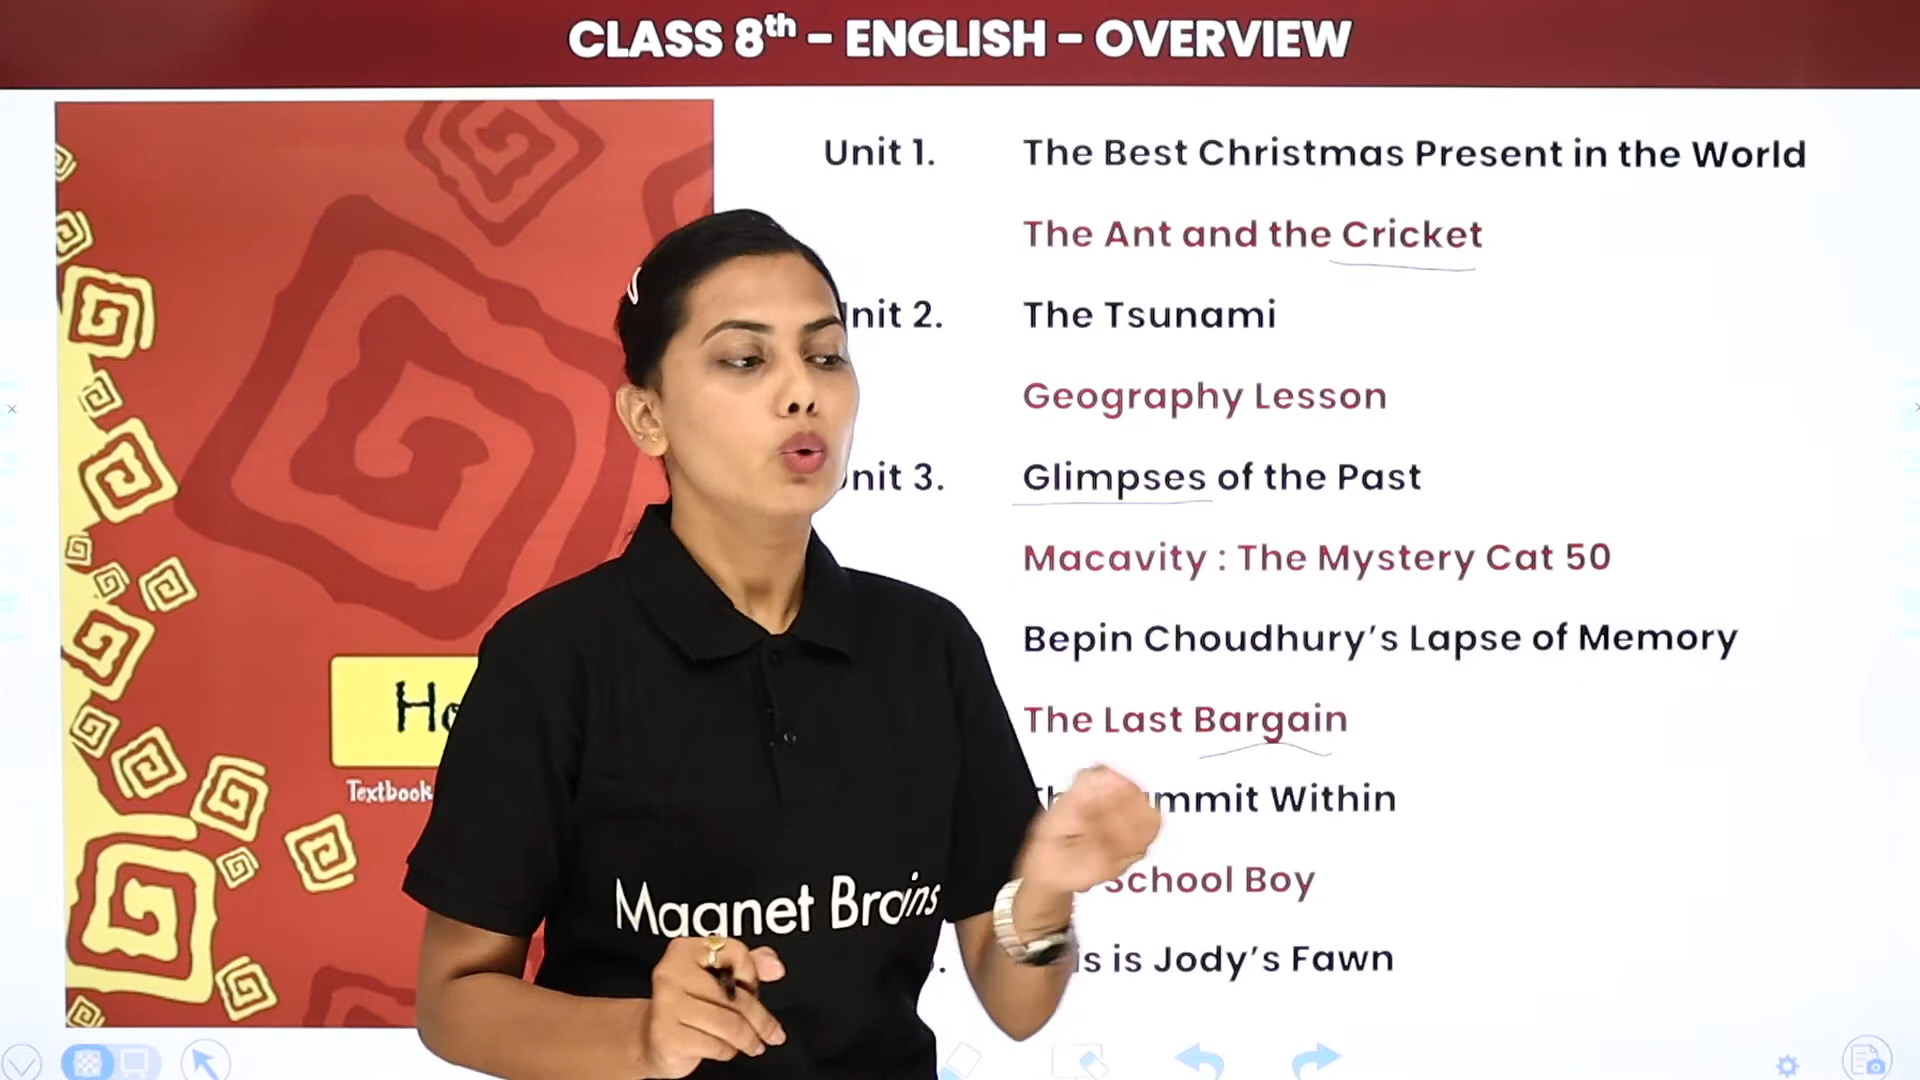 CLASS 8th - ENGLISH - OVERVIEW
Unit 1. The Best Christmas Present in the World
The Ant and the Cricket
nit 2. The Tsunami
Geography Lesson
nit 3. Glimpses of the Past
Macavity : The Mystery Cat 50
Bepin Choudhury's Lapse of Memory
The Last Bargain
mmit Within
School Boy
is is Jody's Fawn
Ho
Textbook
Magnet Brains